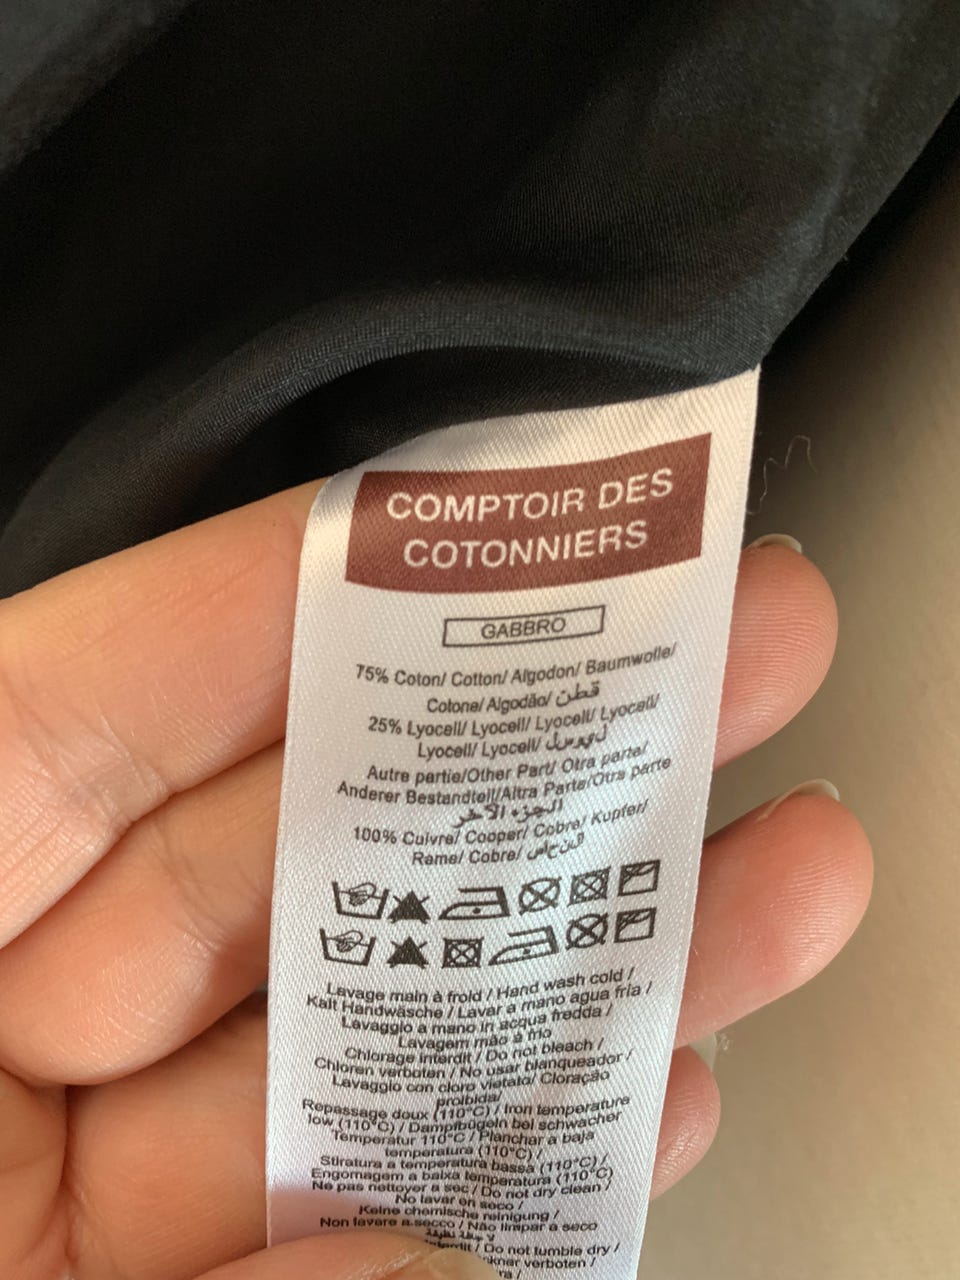 COMPTOIR DES
COTONNIERS
GABBRO
75% Coton/ Cotton/ Algodon/ Baumwolle/
Cotone/ Algodão/ قطن
25% Lyocell/ Lyocell/ Lyocell/ Lyocell/
Lyocell/ Lyocell/ ليوسل
Autre partie/Other Part/ Otra parte/
Anderer Bestandteil/Altra Parte/Otra parte
الجزء الآخر
100% Cuivre/ Cooper/ Cobre/ Kupfer/
Rame/ Cobre/
Lavage main à froid / Hand wash cold /
Kalt Handwäsche / Lavar a mano agua fria /
Lavaggio a mano in acqua fredda /
Lavagem mão à frio
Chlorage interdit / Do not bleach /
Chloren verboten / No usar blanqueador /
Lavaggio con cloro vietato/ Cloração
proibida/
Repassage doux (110°C) / Iron temperature
low (110°C) / Dampfbügeln bei schwacher
Temperatur 110°C / Planchar a baja
temperatura (110°C) /
Stiratura a temperatura bassa (110°C) /
Engomagem a baixa temperatura (110°C)
Ne pas nettoyer a sec / Do not dry clean /
No lavar en seco /
Keine chemische reinigung /
Non lavare a secco / Não limpar a seco
/ Do not tumble dry /
verboten /